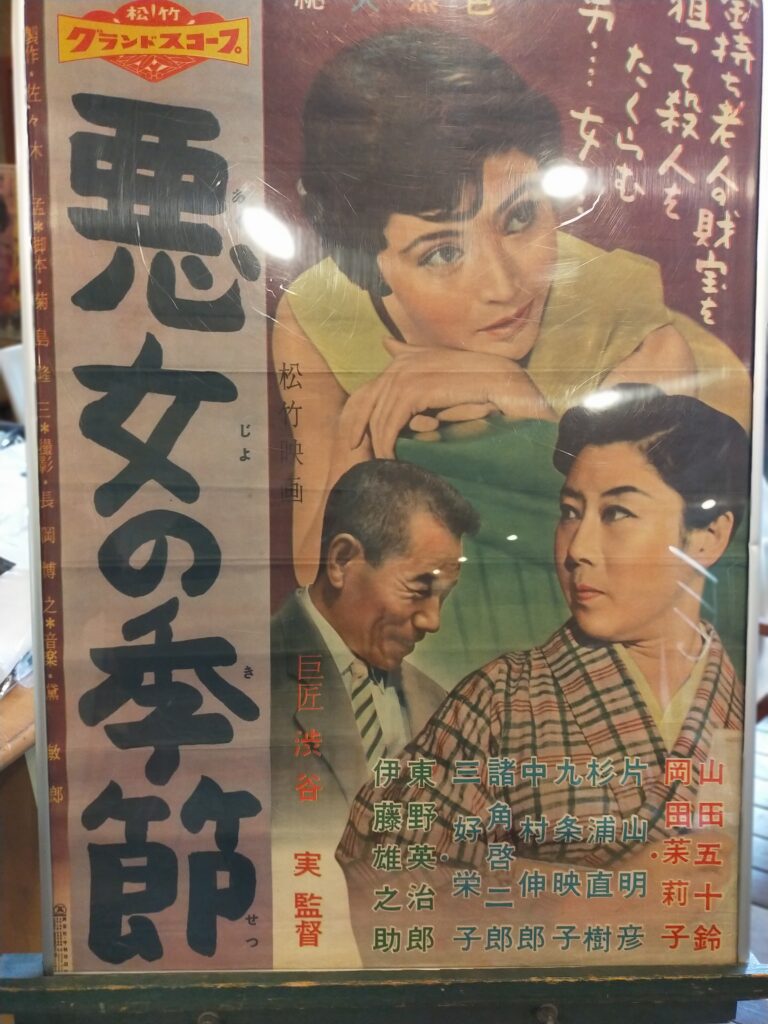 松竹
グランドスコープ
総天然色
金持ち老人の財宝を
狙って殺人を
たくらむ
男…女…
悪女の季節
あくじよきせつ
製作・佐々木孟*脚本・菊島隆三*撮影・長岡博之*音楽・黛敏郎
松竹映画
巨匠 渋谷 実 監督
山田五十鈴
岡田茉莉子
片山明彦
杉浦直樹
九条映子
中村伸郎
諸角啓二郎
三好栄子
東野英治郎
伊藤雄之助